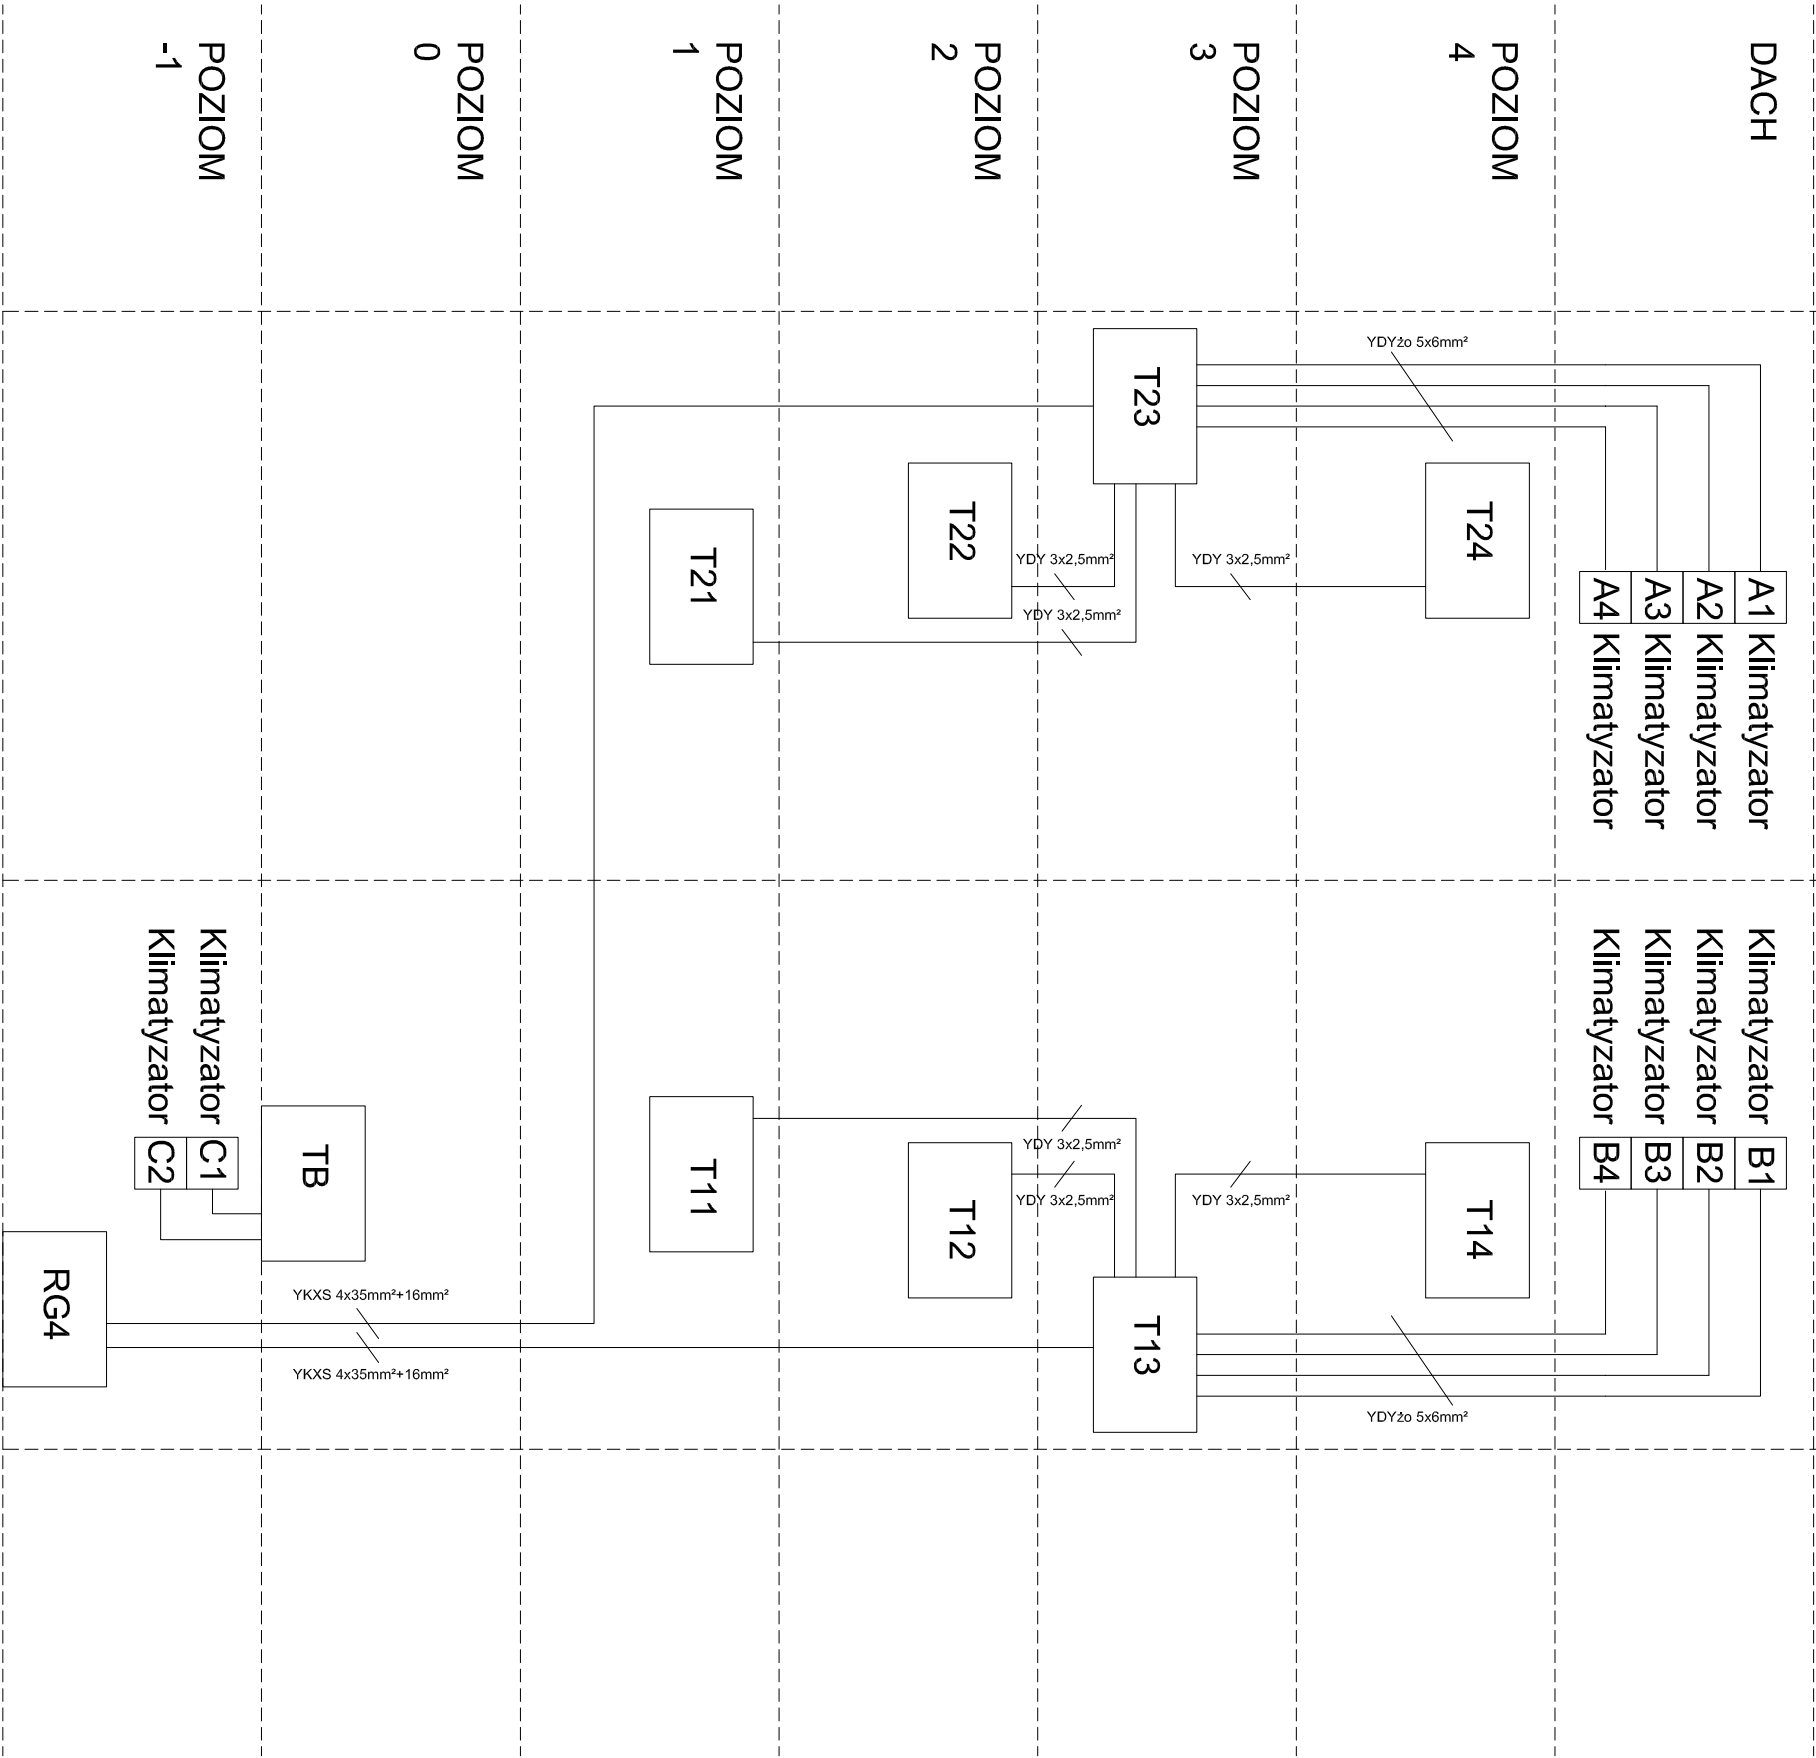 DACH
A1 Klimatyzator
A2 Klimatyzator
A3 Klimatyzator
A4 Klimatyzator
Klimatyzator B1
Klimatyzator B2
Klimatyzator B3
Klimatyzator B4
POZIOM
4
YDYżo 5x6mm²
T24
T14
YDYżo 5x6mm²
POZIOM
3
T23
YDY 3x2,5mm²
YDY 3x2,5mm²
YDY 3x2,5mm²
YDY 3x2,5mm²
YDY 3x2,5mm²
YDY 3x2,5mm²
T13
POZIOM
2
T22
T12
POZIOM
1
T21
T11
POZIOM
0
TB
YKXS 4x35mm²+16mm²
YKXS 4x35mm²+16mm²
POZIOM
-1
Klimatyzator C1
Klimatyzator C2
RG4